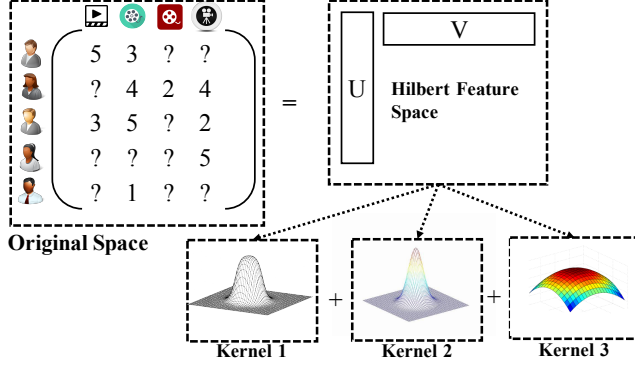 5 3 ? ?
? 4 2 4
3 5 ? 2
? ? ? 5
? 1 ? ?
Original Space
=
V
U
Hilbert Feature
Space
+
+
Kernel 1
Kernel 2
Kernel 3